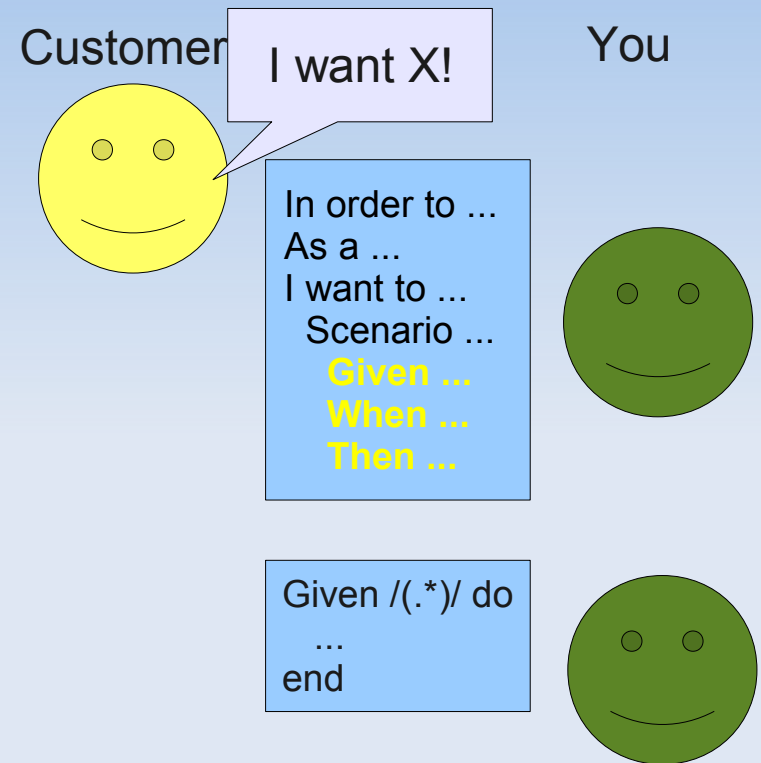 Customer
I want X!
You
In order to ...
As a ...
I want to ...
Scenario ...
Given ...
When ...
Then ...
Given /(.*)/ do
...
end